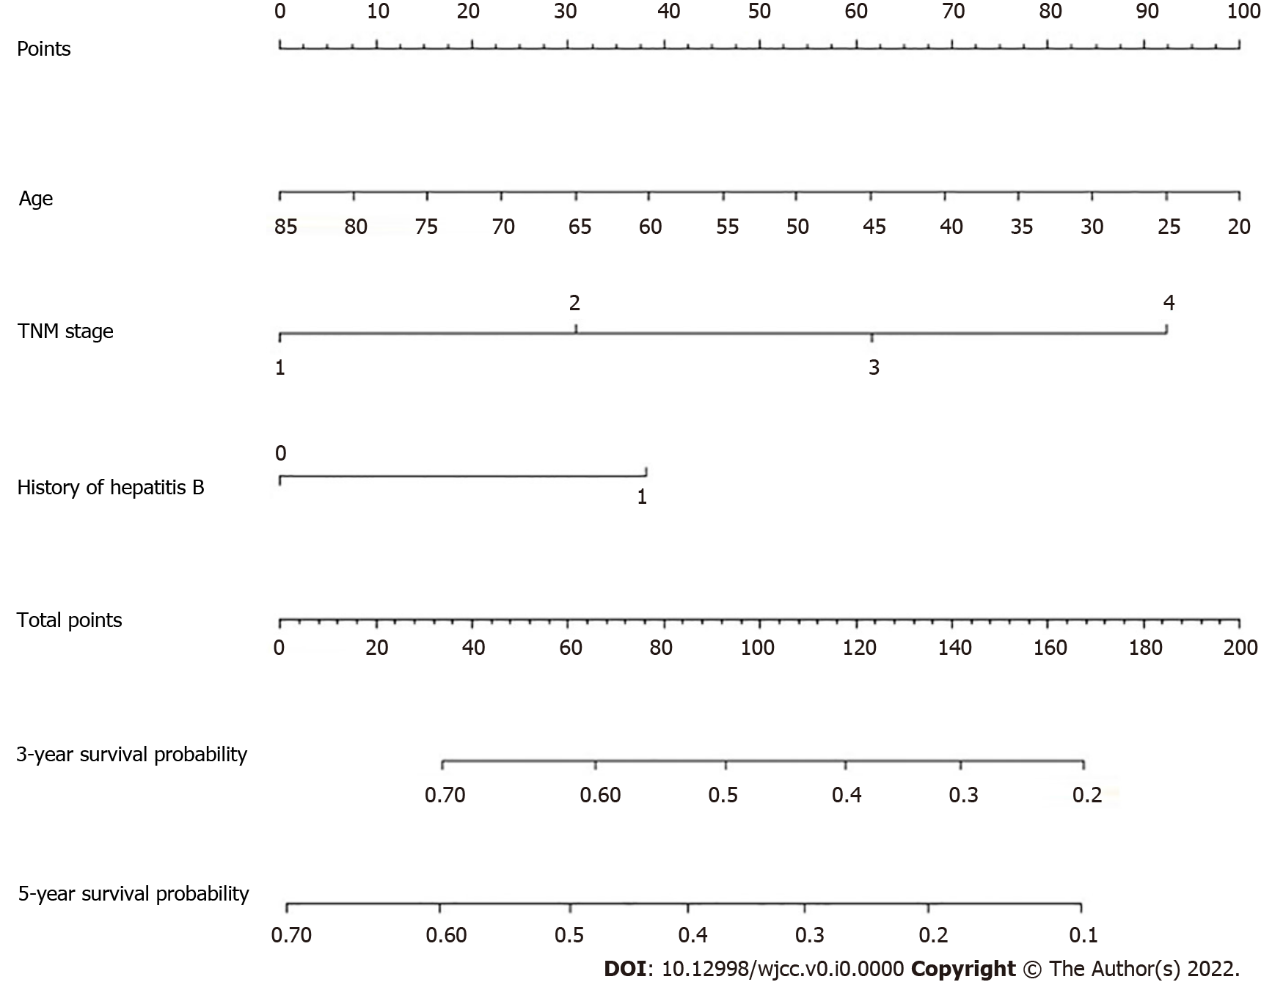 0 10 20 30 40 50 60 70 80 90 100
Points
Age
85 80 75 70 65 60 55 50 45 40 35 30 25 20
2 4
TNM stage
1 3
0
History of hepatitis B
1
Total points
0 20 40 60 80 100 120 140 160 180 200
3-year survival probability
0.70 0.60 0.5 0.4 0.3 0.2
5-year survival probability
0.70 0.60 0.5 0.4 0.3 0.2 0.1
DOI: 10.12998/wjcc.v0.i0.0000 Copyright © The Author(s) 2022.